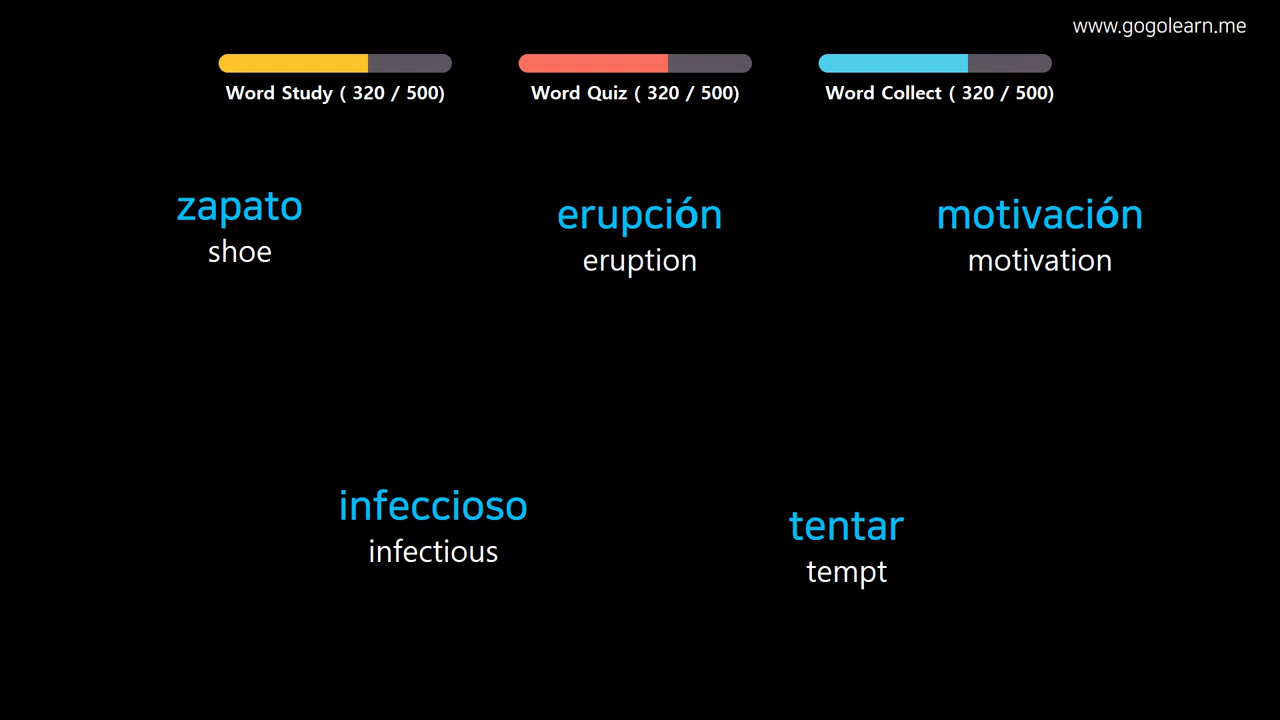 www.gogolearn.me
Word Study ( 320 / 500)
Word Quiz ( 320 / 500)
Word Collect ( 320 / 500)
zapato
shoe
erupción
eruption
motivación
motivation
infeccioso
infectious
tentar
tempt